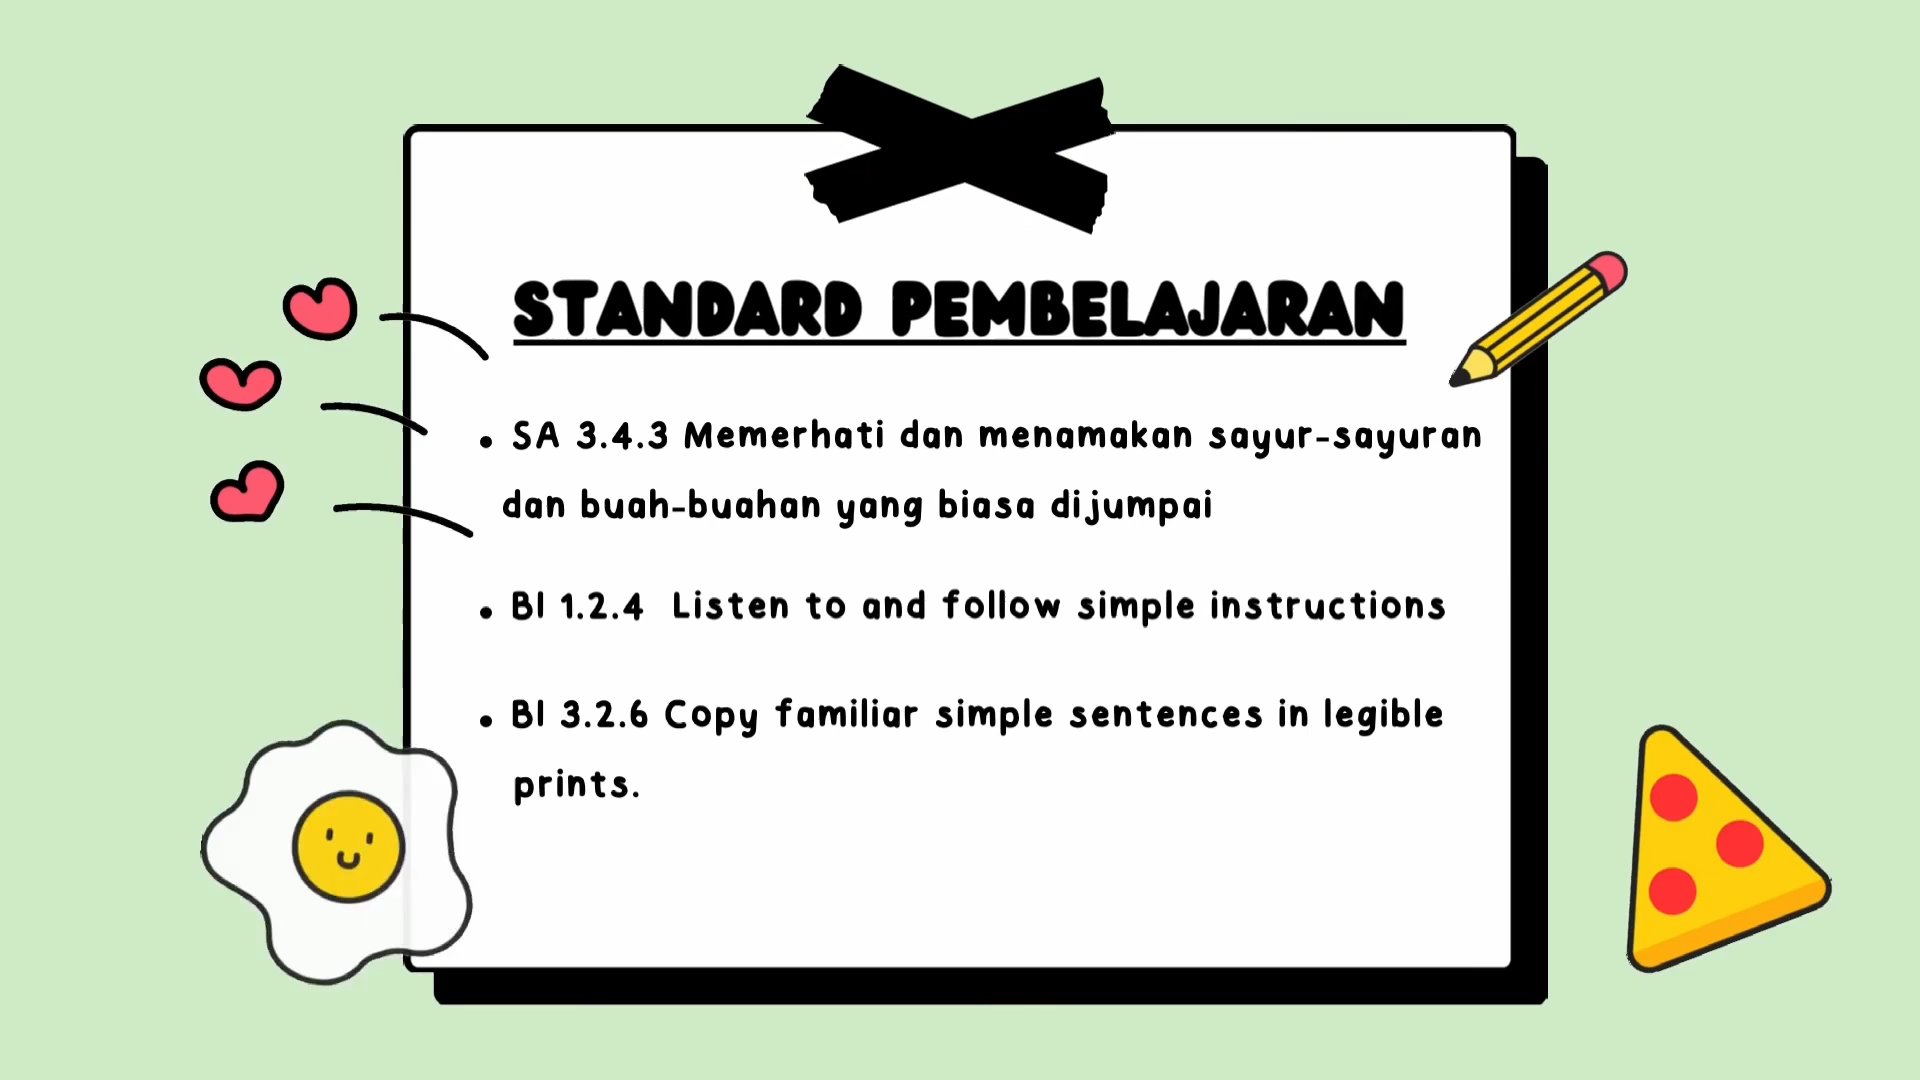 STANDARD PEMBELAJARAN
• SA 3.4.3 Memerhati dan menamakan sayur-sayuran
dan buah-buahan yang biasa dijumpai
• BI 1.2.4 Listen to and follow simple instructions
• BI 3.2.6 Copy familiar simple sentences in legible
prints.